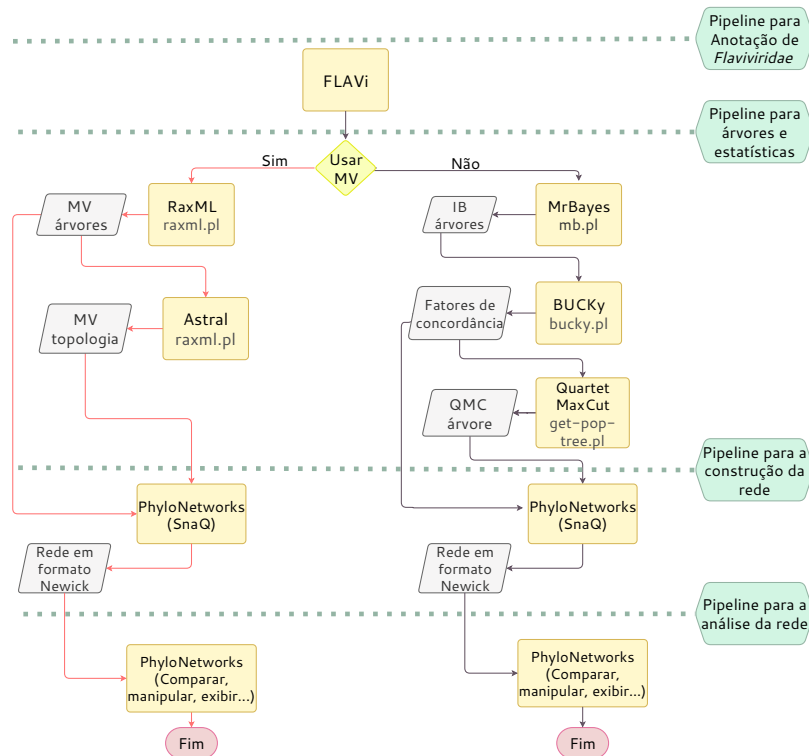 Pipeline para
Anotação de
Flaviviridae
FLAVi
Pipeline para
árvores e
estatísticas
Usar
MV
Sim
Não
MV
árvores
RaxML
raxml.pl
IB
árvores
MrBayes
mb.pl
MV
topologia
Astral
raxml.pl
Fatores de
concordância
BUCKy
bucky.pl
QMC
árvore
Quartet
MaxCut
get-pop-
tree.pl
Pipeline para a
construção da
rede
PhyloNetworks
(SnaQ)
PhyloNetworks
(SnaQ)
Rede em
formato
Newick
Rede em
formato
Newick
Pipeline para a
análise da rede
PhyloNetworks
(Comparar,
manipular, exibir...)
PhyloNetworks
(Comparar,
manipular, exibir...)
Fim
Fim